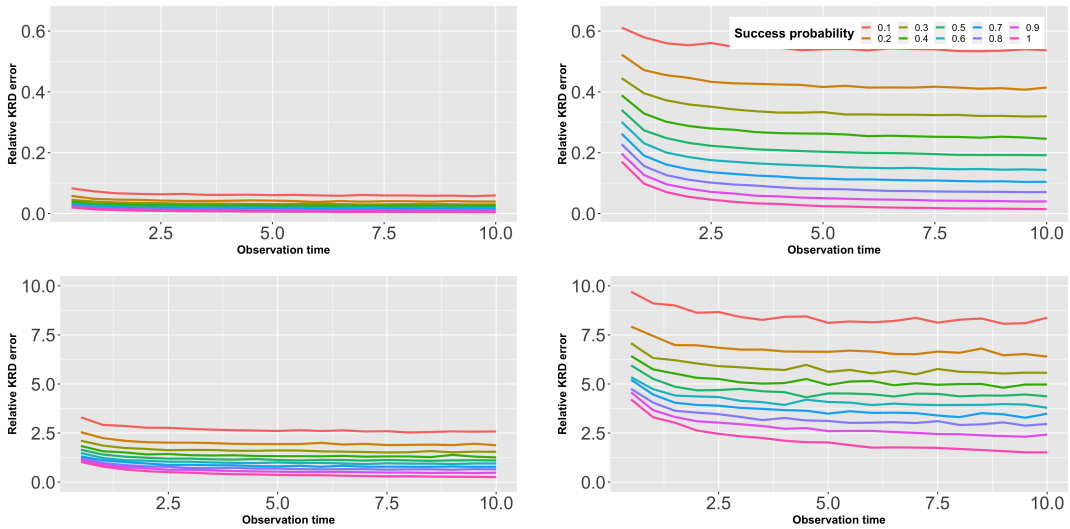 0.6
0.4
0.2
0.0
Relative KRD error
2.5 5.0 7.5 10.0
Observation time
0.6
0.4
0.2
0.0
Relative KRD error
Success probability 0.1 0.3 0.5 0.7 0.9
0.2 0.4 0.6 0.8 1
2.5 5.0 7.5 10.0
Observation time
10.0
7.5
5.0
2.5
0.0
Relative KRD error
2.5 5.0 7.5 10.0
Observation time
10.0
7.5
5.0
2.5
0.0
Relative KRD error
2.5 5.0 7.5 10.0
Observation time